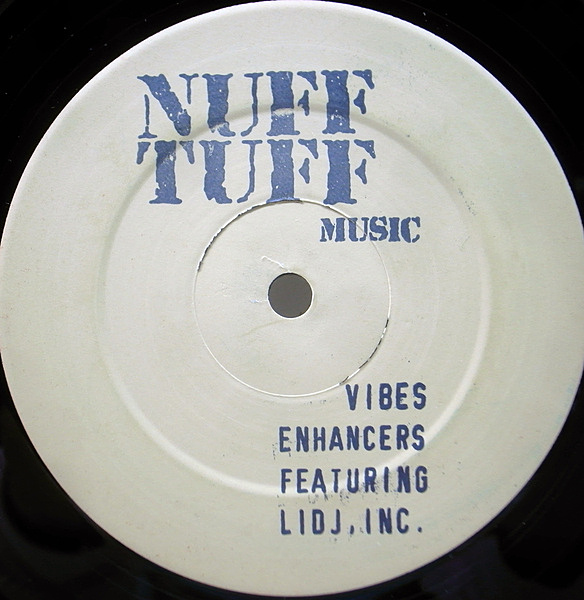 NUFF
TUFF
MUSIC
VIBES
ENHANCERS
FEATURING
LIDJ, INC.